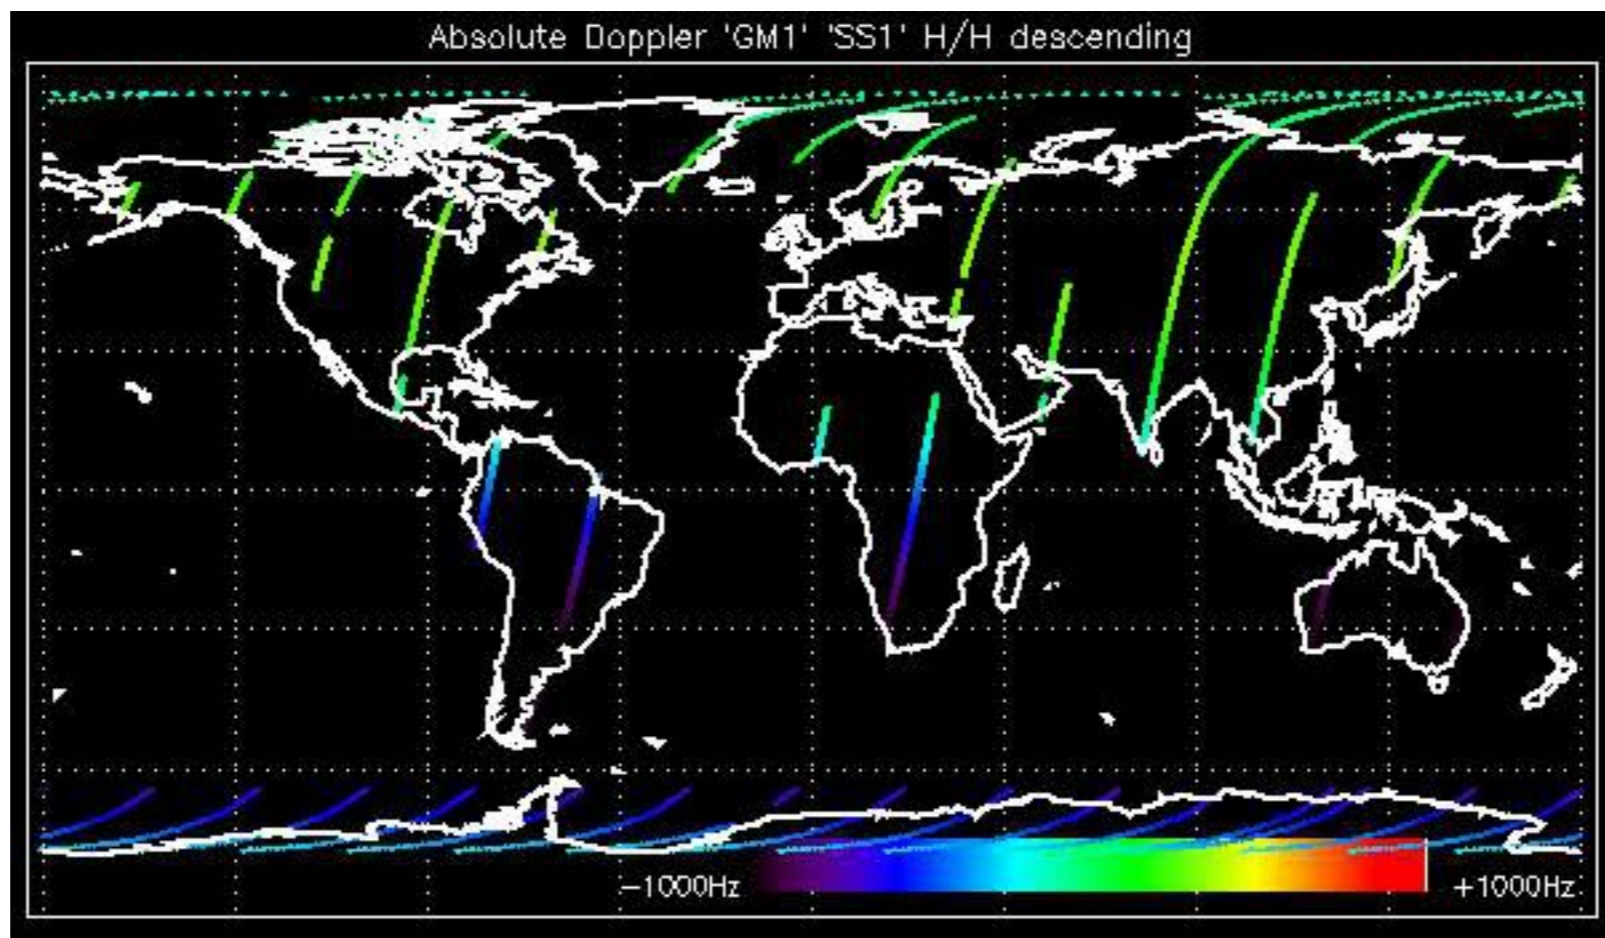 Absolute Doppler 'GM1' 'SS1' H/H descending
−1000Hz +1000Hz